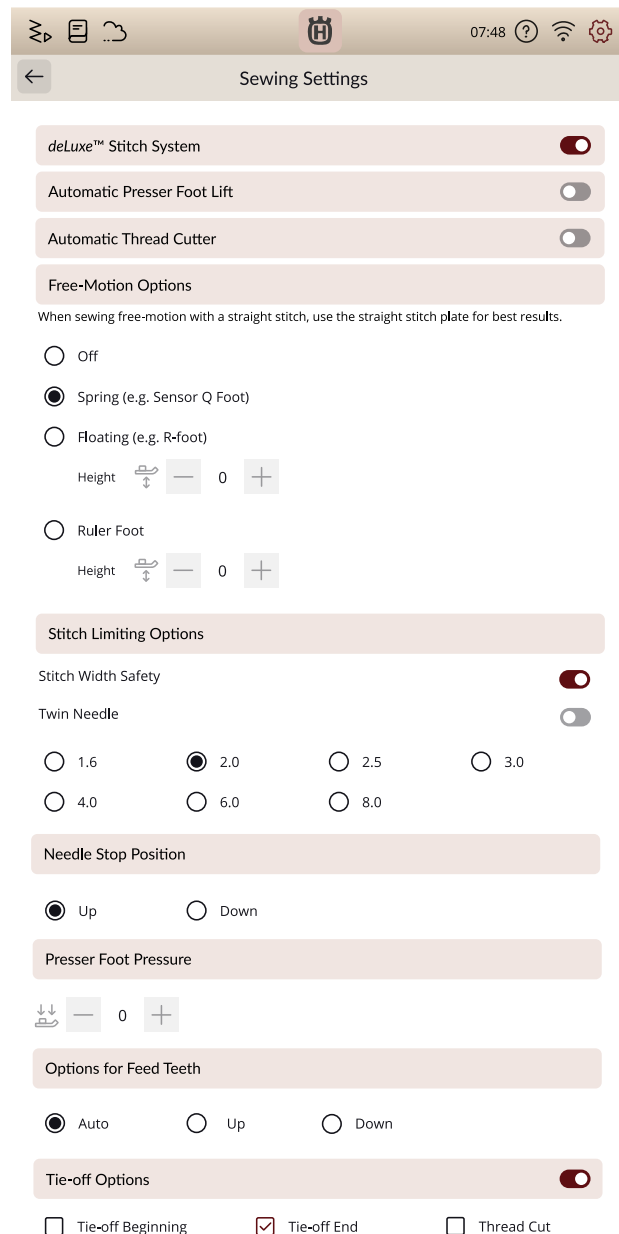 07:48
Sewing Settings
deLuxe™ Stitch System
Automatic Presser Foot Lift
Automatic Thread Cutter
Free-Motion Options
When sewing free-motion with a straight stitch, use the straight stitch plate for best results.
Off
Spring (e.g. Sensor Q Foot)
Floating (e.g. R-foot)
Height 0
Ruler Foot
Height 0
Stitch Limiting Options
Stitch Width Safety
Twin Needle
1.6 2.0 2.5 3.0
4.0 6.0 8.0
Needle Stop Position
Up Down
Presser Foot Pressure
0
Options for Feed Teeth
Auto Up Down
Tie-off Options
Tie-off Beginning Tie-off End Thread Cut